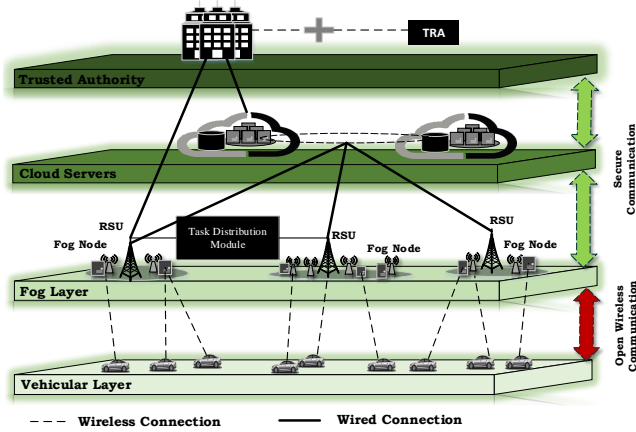 TRA
Trusted Authority
Secure
Communication
Cloud Servers
RSU
Task Distribution
Module
RSU
RSU
Fog Node
Fog Node
Fog Node
Fog Layer
Open Wireless
Communication
Vehicular Layer
Wireless Connection
Wired Connection